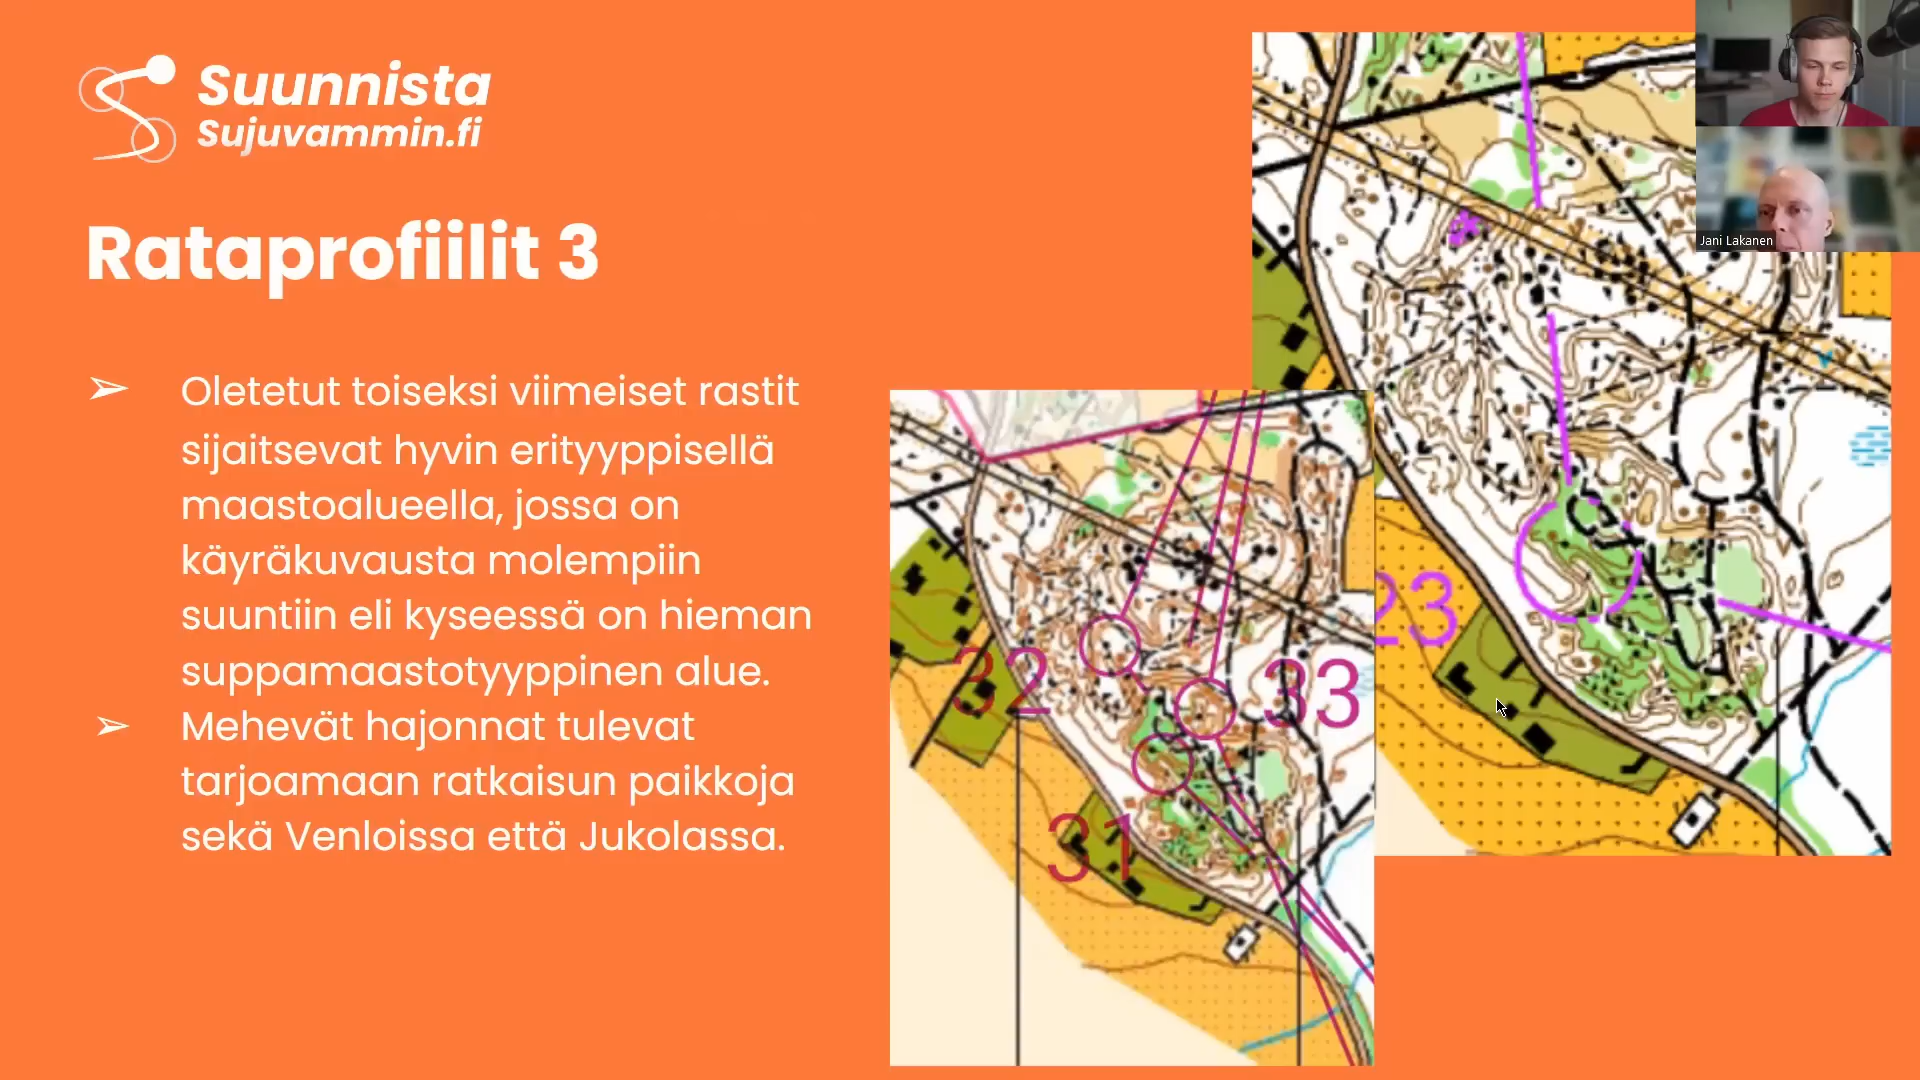 Suunnista
Sujuvammin.fi
Jani Lakanen
Rataprofiilit 3
➢ Oletetut toiseksi viimeiset rastit
sijaitsevat hyvin erityyppisellä
maastoalueella, jossa on
käyräkuvausta molempiin
suuntiin eli kyseessä on hieman
suppamaastotyyppinen alue.
➢ Mehevät hajonnat tulevat
tarjoamaan ratkaisun paikkoja
sekä Venloissa että Jukolassa.
23
32
33
31